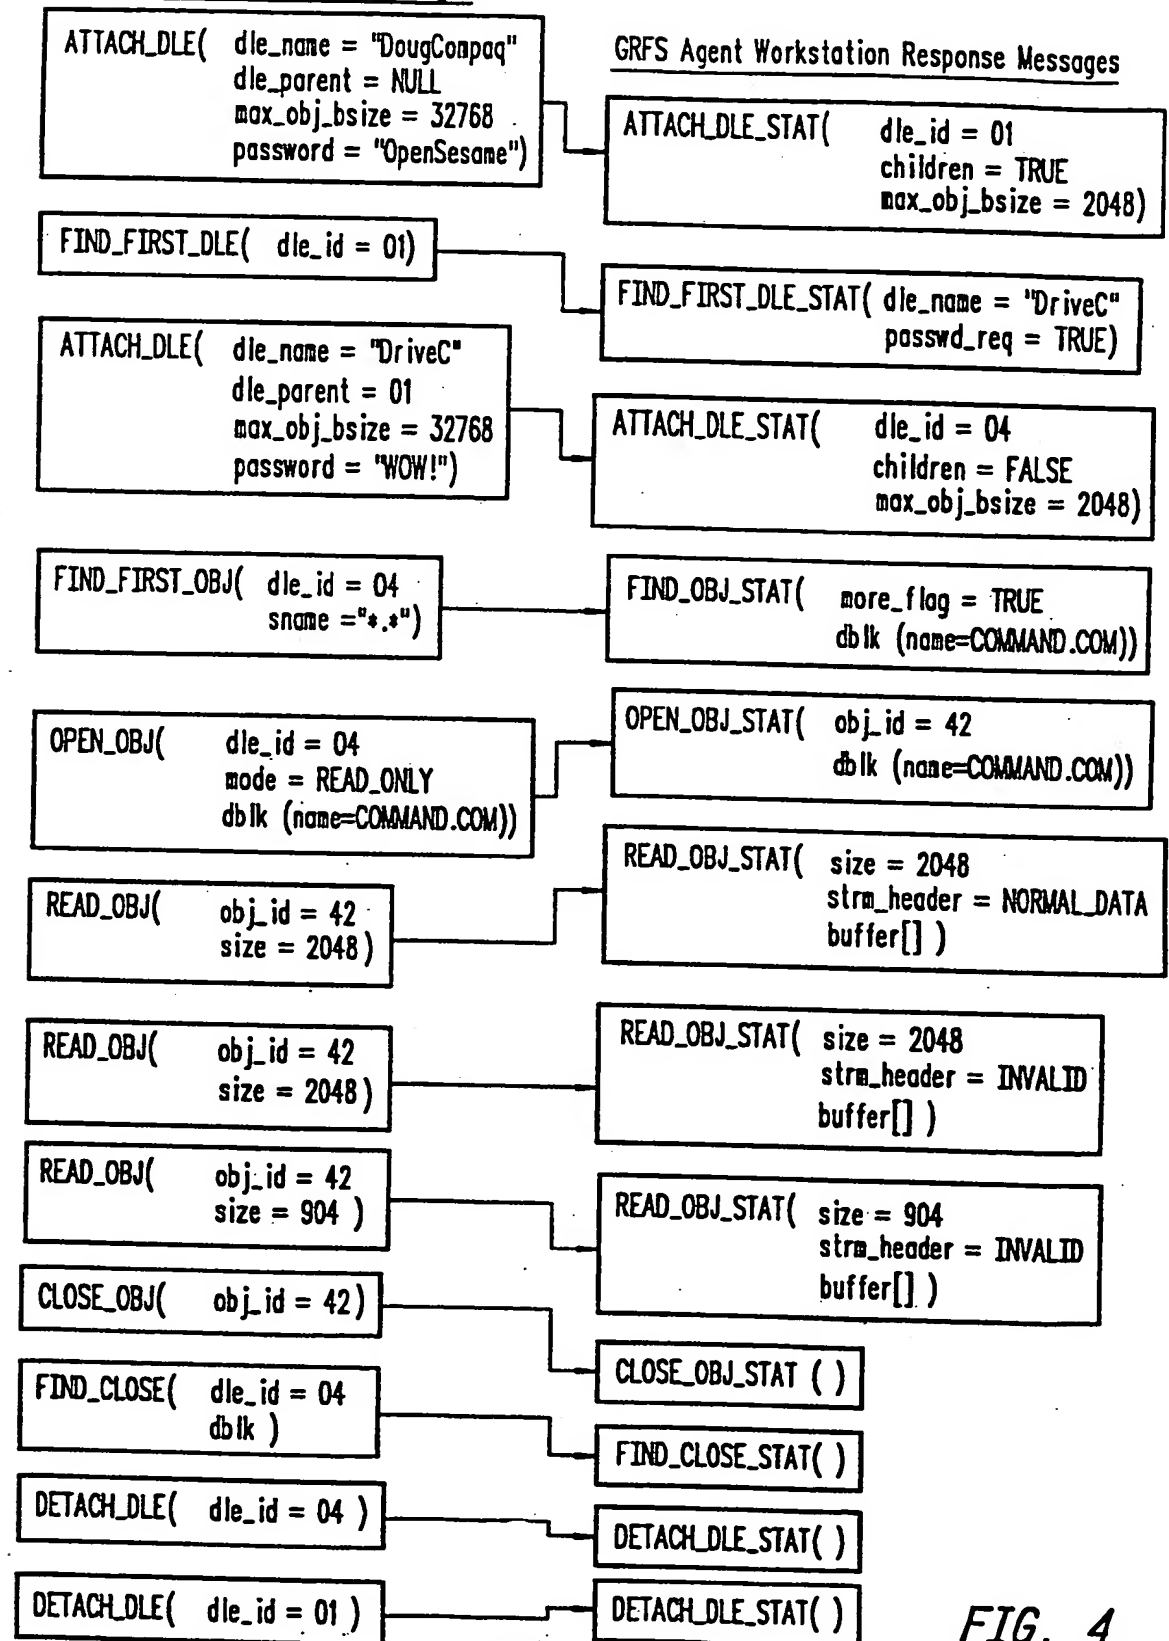 ATTACH_DLE( dle_name = "DougCompaq"
dle_parent = NULL
max_obj_bsize = 32768
password = "OpenSesame")
GRFS Agent Workstation Response Messages
ATTACH_DLE_STAT( dle_id = 01
children = TRUE
max_obj_bsize = 2048)
FIND_FIRST_DLE( dle_id = 01)
FIND_FIRST_DLE_STAT( dle_name = "DriveC"
passwd_req = TRUE)
ATTACH_DLE( dle_name = "DriveC"
dle_parent = 01
max_obj_bsize = 32768
password = "WOW!")
ATTACH_DLE_STAT( dle_id = 04
children = FALSE
max_obj_bsize = 2048)
FIND_FIRST_OBJ( dle_id = 04
sname ="*.*")
FIND_OBJ_STAT( more_flag = TRUE
dblk (name=COMMAND.COM))
OPEN_OBJ( dle_id = 04
mode = READ_ONLY
dblk (name=COMMAND.COM))
OPEN_OBJ_STAT( obj_id = 42
dblk (name=COMMAND.COM))
READ_OBJ( obj_id = 42
size = 2048)
READ_OBJ_STAT( size = 2048
strm_header = NORMAL_DATA
buffer[] )
READ_OBJ( obj_id = 42
size = 2048)
READ_OBJ_STAT( size = 2048
strm_header = INVALID
buffer[] )
READ_OBJ( obj_id = 42
size = 904 )
READ_OBJ_STAT( size = 904
strm_header = INVALID
buffer[] )
CLOSE_OBJ( obj_id = 42)
CLOSE_OBJ_STAT ( )
FIND_CLOSE( dle_id = 04
dblk )
FIND_CLOSE_STAT( )
DETACH_DLE( dle_id = 04 )
DETACH_DLE_STAT( )
DETACH_DLE( dle_id = 01 )
DETACH_DLE_STAT( )
FIG. 4